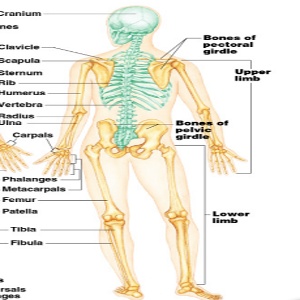 Cranium
nes
Clavicle
Scapula
Sternum
Rib
Humerus
Vertebra
Radius
Ulna
Carpals
Phalanges
Metacarpals
Femur
Patella
Tibia
Fibula
s
rsals
ges
Bones of
pectoral
girdle
Upper
limb
Bones of
pelvic
girdle
Lower
limb